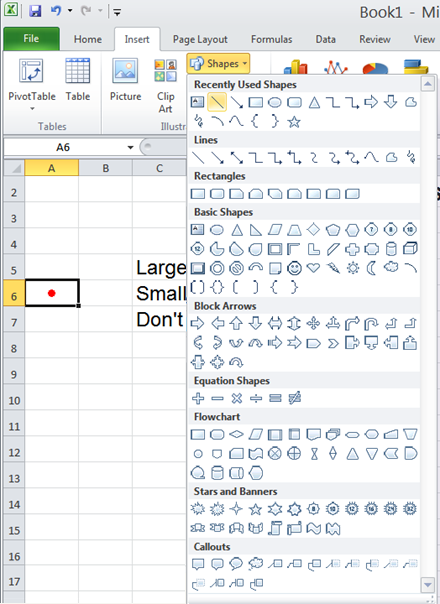 Book1 - Mi
File Home Insert Page Layout Formulas Data Review View
Shapes
PivotTable Table Picture Clip Art
Tables Illustr
A6
A B C
2
3
4
5 Large
6 Small
7 Don't
8
9
10
11
12
13
14
15
16
17
Recently Used Shapes
Lines
Rectangles
Basic Shapes
Block Arrows
Equation Shapes
Flowchart
Stars and Banners
Callouts